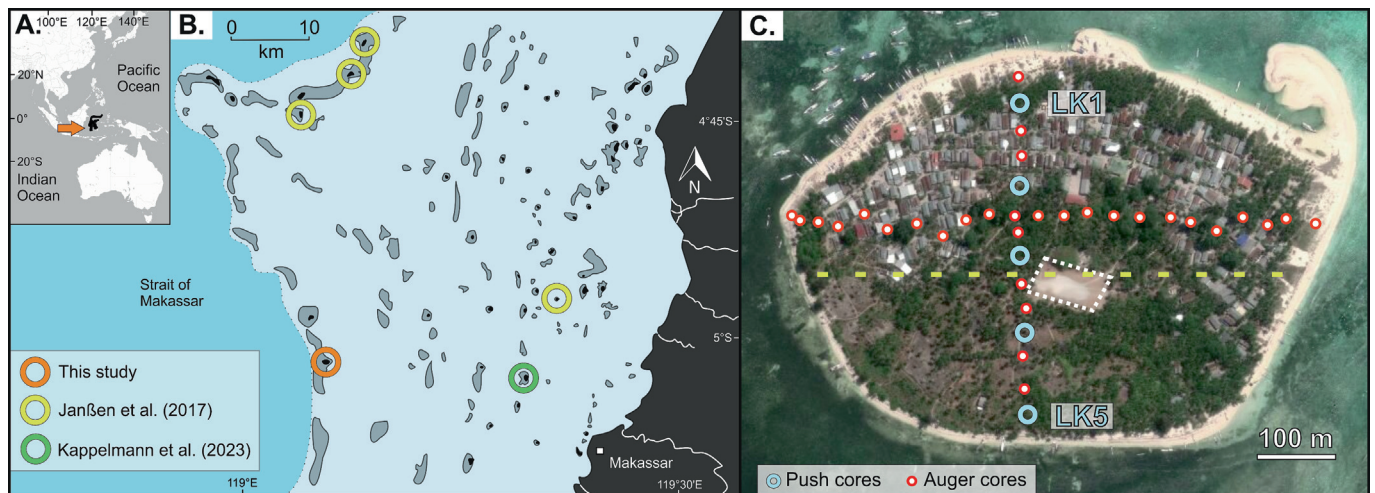 A.
100°E 120° 140°
Pacific
Ocean
20°N
0°
20°S
Indian
Ocean
B.
0 10
km
4°45'S
N
Strait of
Makassar
5°S
This study
Janßen et al. (2017)
Kappelmann et al. (2023)
Makassar
119°E
119°30'E
C.
LK1
LK5
100 m
Push cores Auger cores